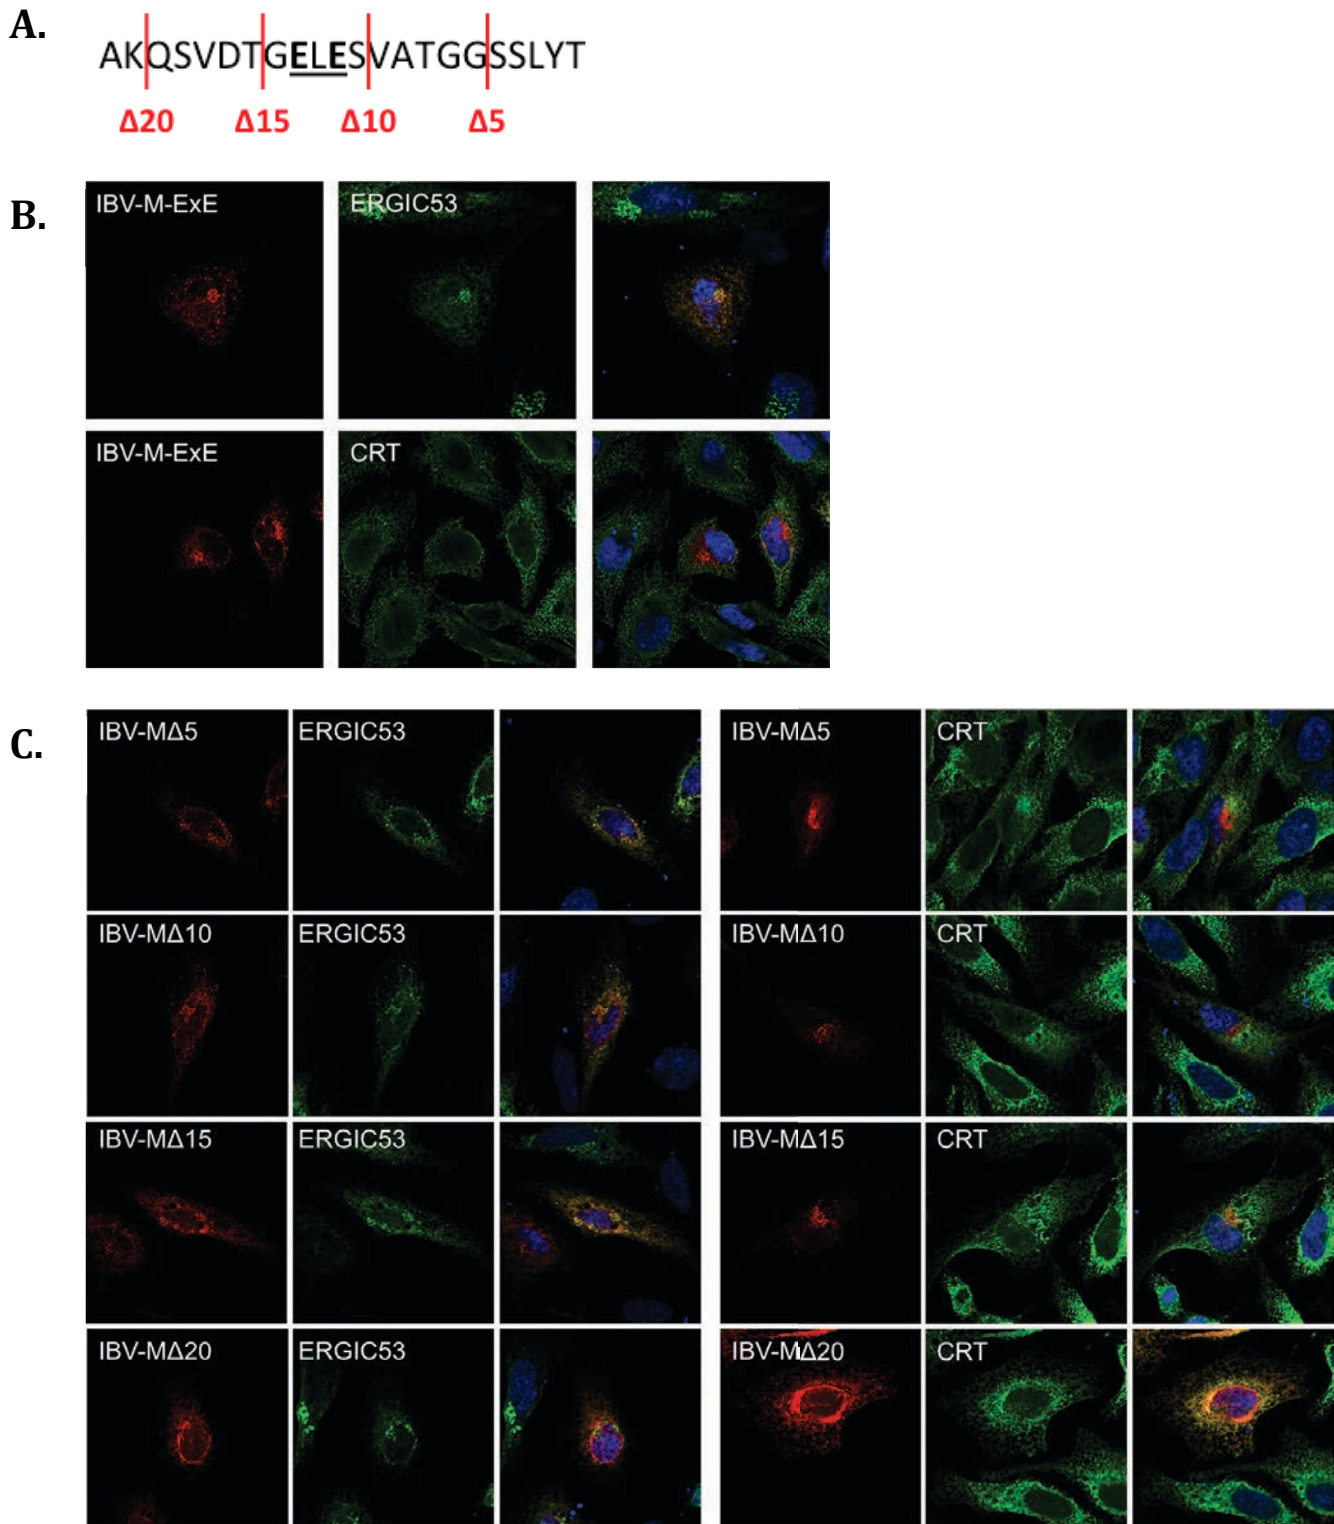 A.
AKQSVDTGELESVATGGSSLYT
Δ20 Δ15 Δ10 Δ5
B.
IBV-M-ExE ERGIC53
IBV-M-ExE CRT
C.
IBV-MΔ5 ERGIC53 IBV-MΔ5 CRT
IBV-MΔ10 ERGIC53 IBV-MΔ10 CRT
IBV-MΔ15 ERGIC53 IBV-MΔ15 CRT
IBV-MΔ20 ERGIC53 IBV-MΔ20 CRT